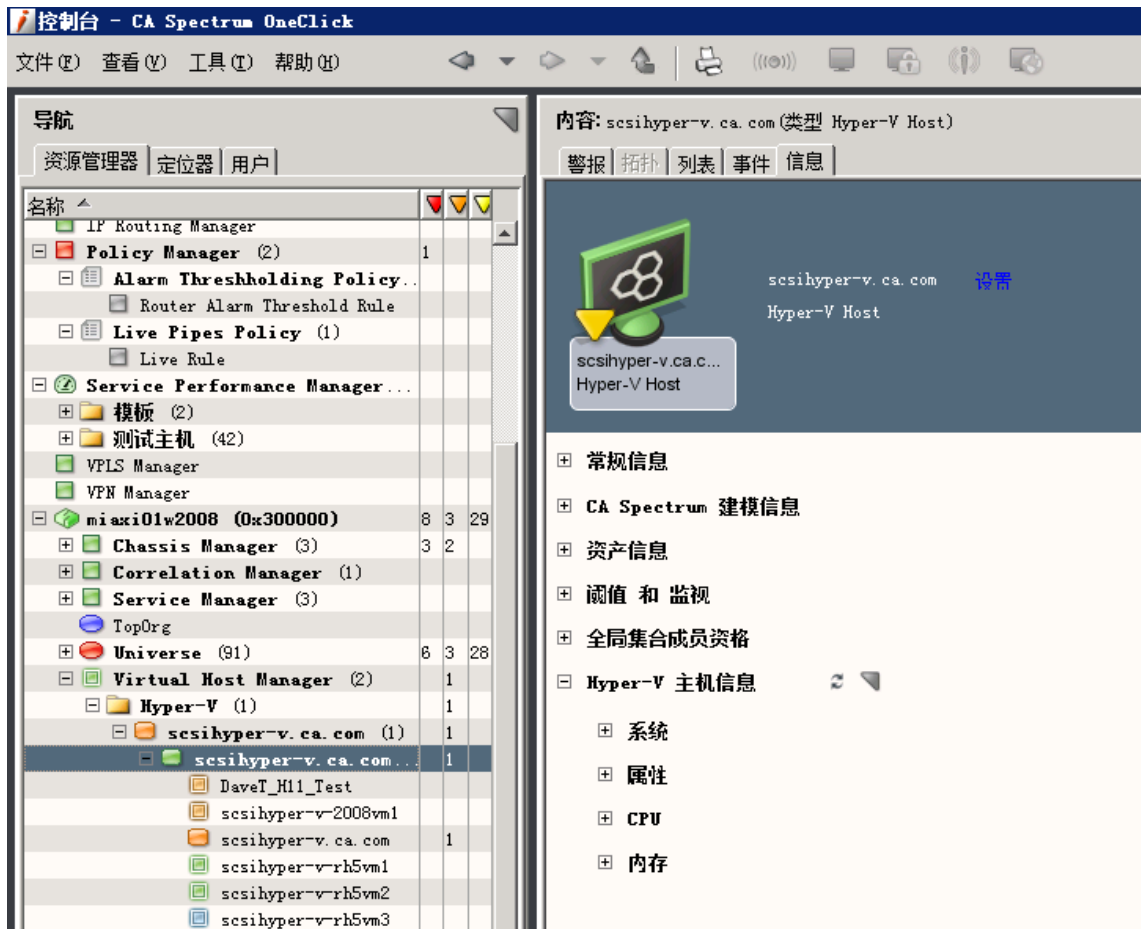 控制台 - CA Spectrum OneClick
文件(F) 查看(V) 工具(T) 帮助(H)
导航
资源管理器 定位器 用户
名称
IP Routing Manager
Policy Manager (2) 1
Alarm Threshholding Policy..
Router Alarm Threshold Rule
Live Pipes Policy (1)
Live Rule
Service Performance Manager...
模板 (2)
测试主机 (42)
VPLS Manager
VPN Manager
miaxi01w2008 (0x300000) 8 3 29
Chassis Manager (3) 3 2
Correlation Manager (1)
Service Manager (3)
TopOrg
Universe (91) 6 3 28
Virtual Host Manager (2) 1
Hyper-V (1) 1
scsihyper-v.ca.com (1) 1
scsihyper-v.ca.com... 1
DaveT_H11_Test
scsihyper-v-2008vm1
scsihyper-v.ca.com 1
scsihyper-v-rh5vm1
scsihyper-v-rh5vm2
scsihyper-v-rh5vm3
内容: scsihyper-v.ca.com(类型 Hyper-V Host)
警报 拓扑 列表 事件 信息
scsihyper-v.ca.com 设置
Hyper-V Host
scsihyper-v.ca.c...
Hyper-V Host
常规信息
CA Spectrum 建模信息
资产信息
阈值 和 监视
全局集合成员资格
Hyper-V 主机信息
系统
属性
CPU
内存